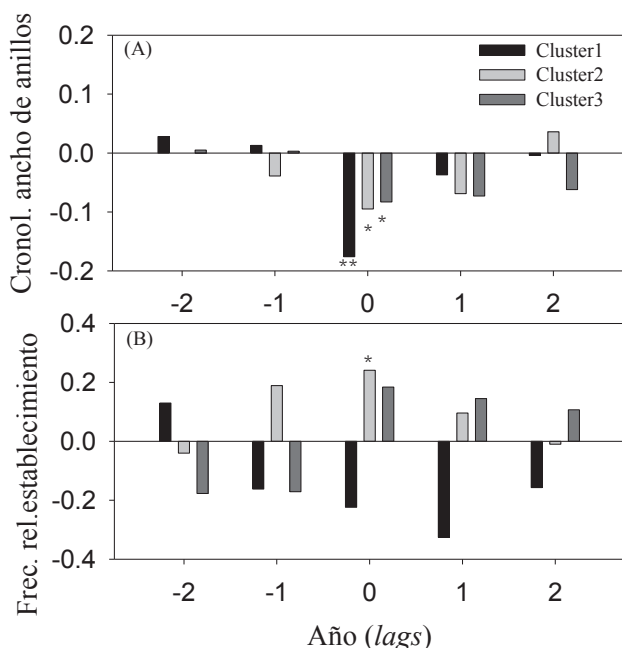 (A)
Cluster1
Cluster2
Cluster3
Cronol. ancho de anillos
0.2
0.1
0.0
-0.1
-0.2
*
*
**
-2 -1 0 1 2
(B)
Frec. rel.establecimiento
0.4
0.2
0.0
-0.2
-0.4
*
-2 -1 0 1 2
Año (lags)